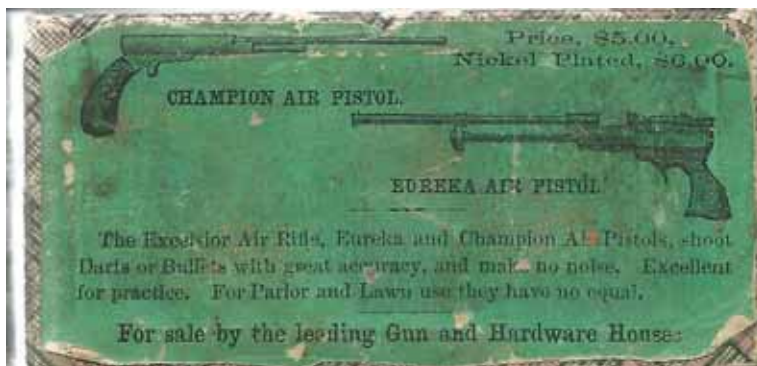 Price, $5.00.
Nickel Plated, $6.00.
CHAMPION AIR PISTOL.
EUREKA AIR PISTOL
The Excelsior Air Rifle, Eureka and Champion Air Pistols, shoot
Darts or Bullets with great accuracy, and make no noise. Excellent
for practice. For Parlor and Lawn use they have no equal.
For sale by the leading Gun and Hardware Houses